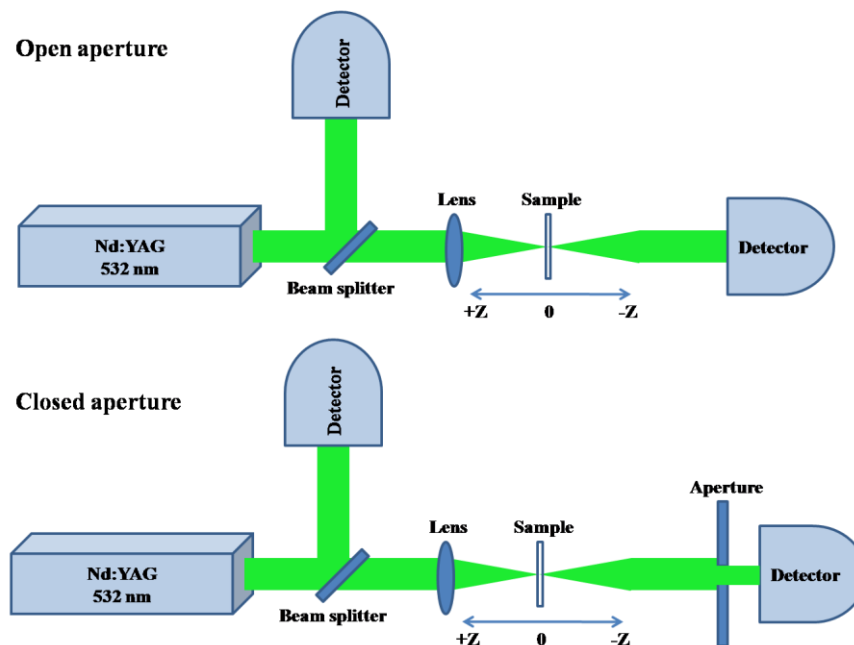 Open aperture
Detector
Lens
Sample
Nd:YAG
532 nm
Detector
Beam splitter
+Z
0
-Z
Closed aperture
Detector
Aperture
Lens
Sample
Nd:YAG
532 nm
Detector
Beam splitter
+Z
0
-Z